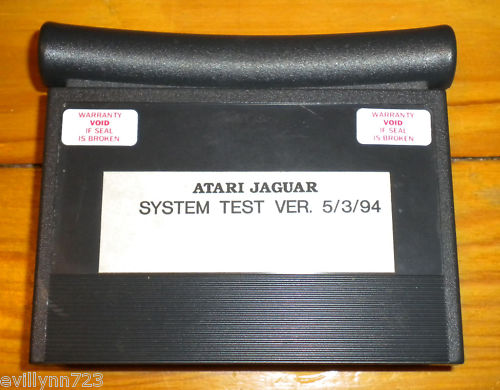 WARRANTY
VOID
IF SEAL
IS BROKEN
WARRANTY
VOID
IF SEAL
IS BROKEN
ATARI JAGUAR
SYSTEM TEST VER. 5/3/94
evillynn723